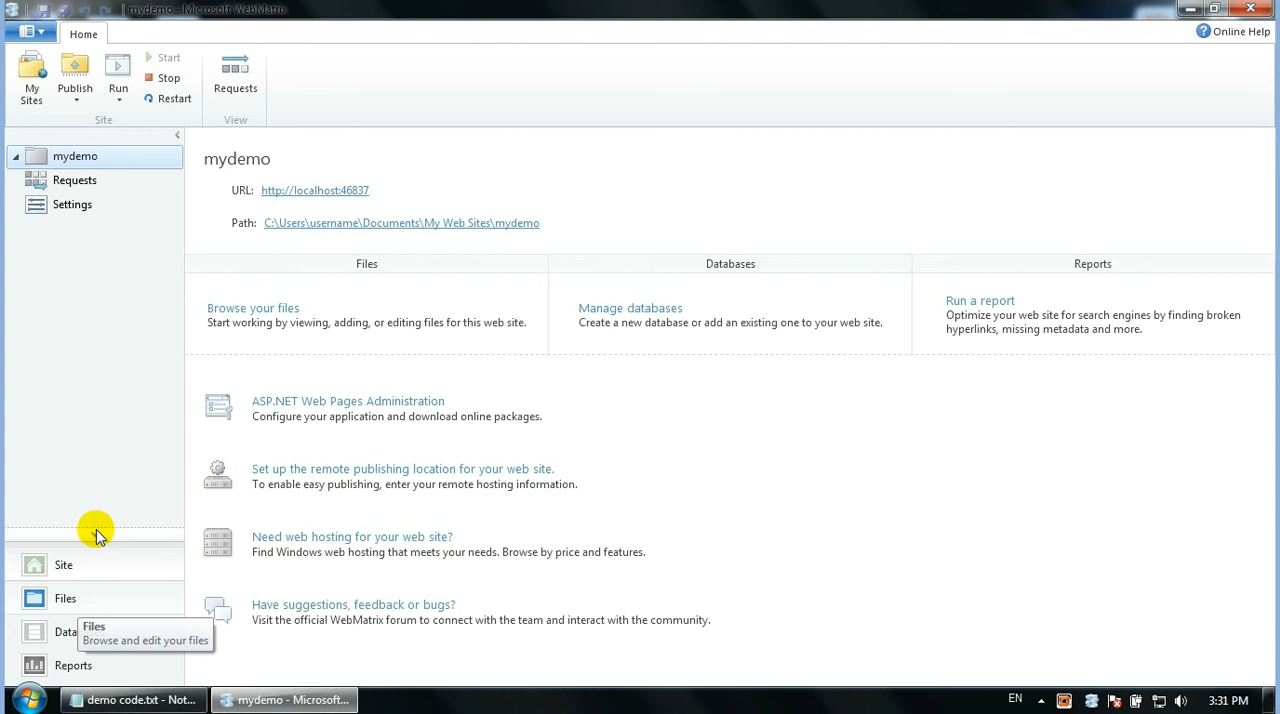 mydemo - Microsoft WebMatrix
Home
Online Help
My Sites
Publish
Run
Start
Stop
Restart
Requests
Site
View
mydemo
Requests
Settings
mydemo
URL: http://localhost:46837
Path: C:\Users\username\Documents\My Web Sites\mydemo
Files
Databases
Reports
Browse your files
Start working by viewing, adding, or editing files for this web site.
Manage databases
Create a new database or add an existing one to your web site.
Run a report
Optimize your web site for search engines by finding broken
hyperlinks, missing metadata and more.
ASP.NET Web Pages Administration
Configure your application and download online packages.
Set up the remote publishing location for your web site.
To enable easy publishing, enter your remote hosting information.
Need web hosting for your web site?
Find Windows web hosting that meets your needs. Browse by price and features.
Have suggestions, feedback or bugs?
Visit the official WebMatrix forum to connect with the team and interact with the community.
Site
Files
Data
Files
Browse and edit your files
Reports
demo code.txt - Not...
mydemo - Microsoft...
EN
3:31 PM